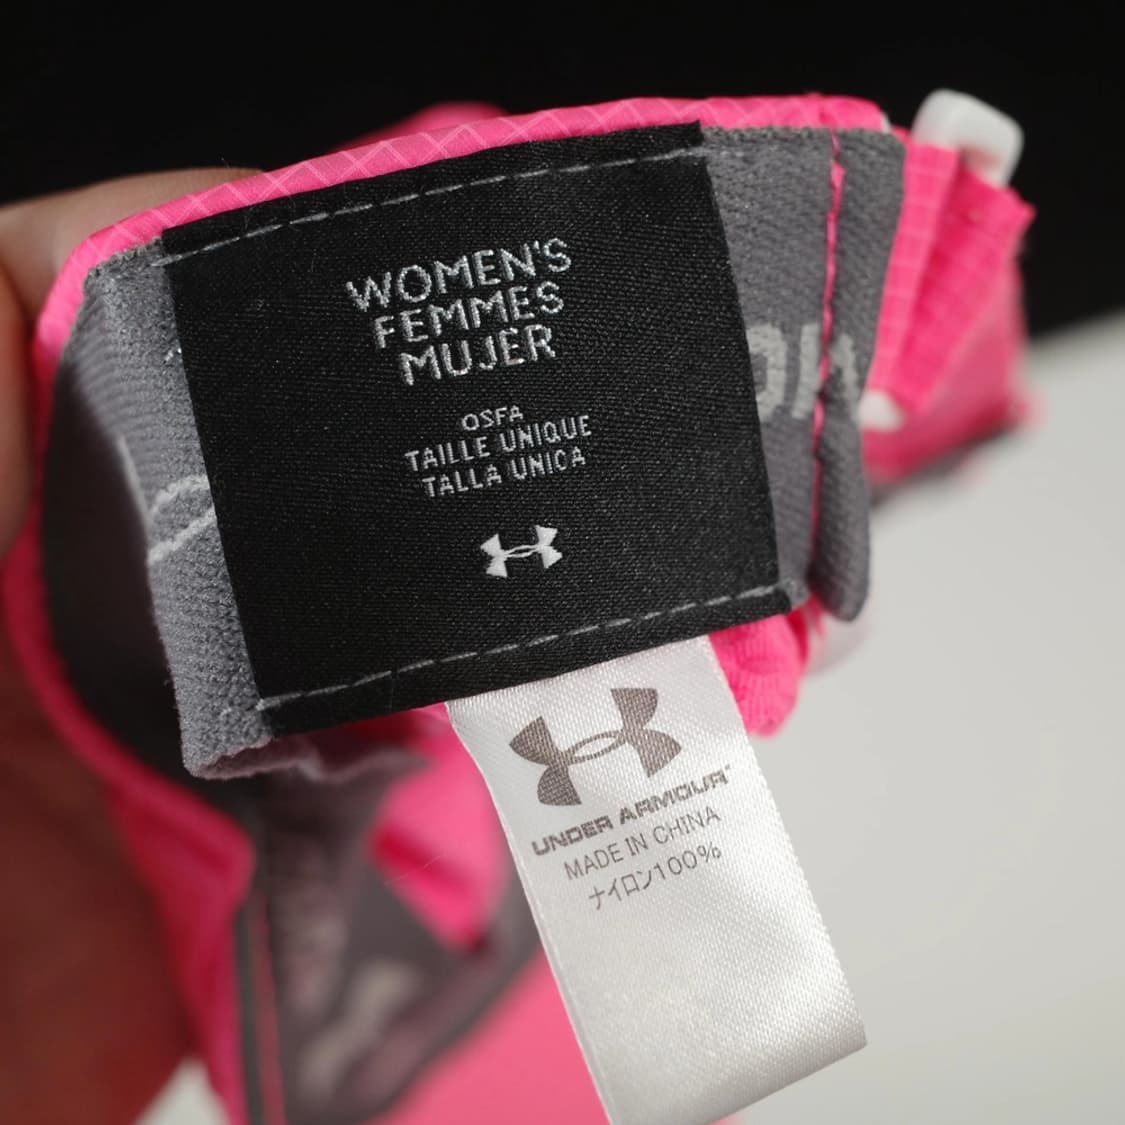 WOMEN'S
FEMMES
MUJER
OSFA
TAILLE UNIQUE
TALLA UNICA
UNDER ARMOUR
MADE IN CHINA
ナイロン100%